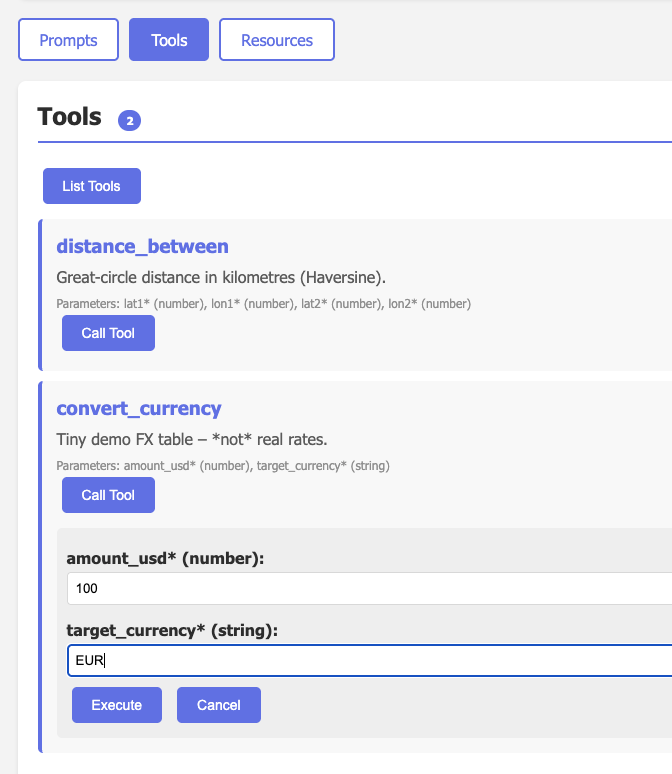 Prompts Tools Resources
Tools 2
List Tools
distance_between
Great-circle distance in kilometres (Haversine).
Parameters: lat1* (number), lon1* (number), lat2* (number), lon2* (number)
Call Tool
convert_currency
Tiny demo FX table – *not* real rates.
Parameters: amount_usd* (number), target_currency* (string)
Call Tool
amount_usd* (number):
100
target_currency* (string):
EUR
Execute Cancel